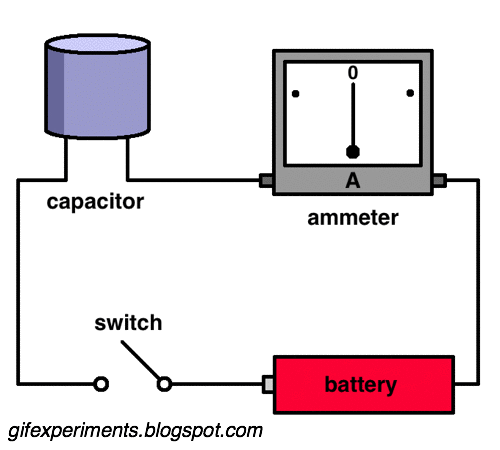 0
A
capacitor
ammeter
switch
battery
gifexperiments.blogspot.com